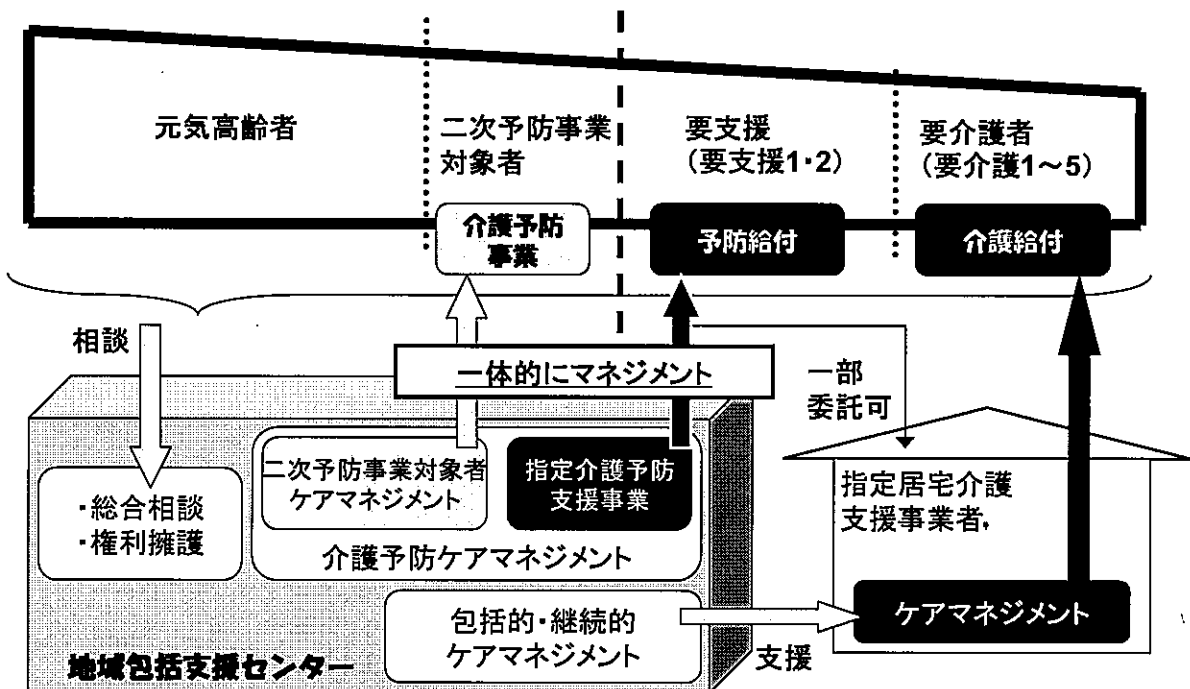 元気高齢者
二次予防事業
対象者
要支援
(要支援1・2)
要介護者
(要介護1～5)
介護予防
事業
予防給付
介護給付
相談
一体的にマネジメント
一部
委託可
二次予防事業対象者
ケアマネジメント
指定介護予防
支援事業
・総合相談
・権利擁護
介護予防ケアマネジメント
指定居宅介護
支援事業者.
ケアマネジメント
包括的・継続的
ケアマネジメント
支援
地域包括支援センター